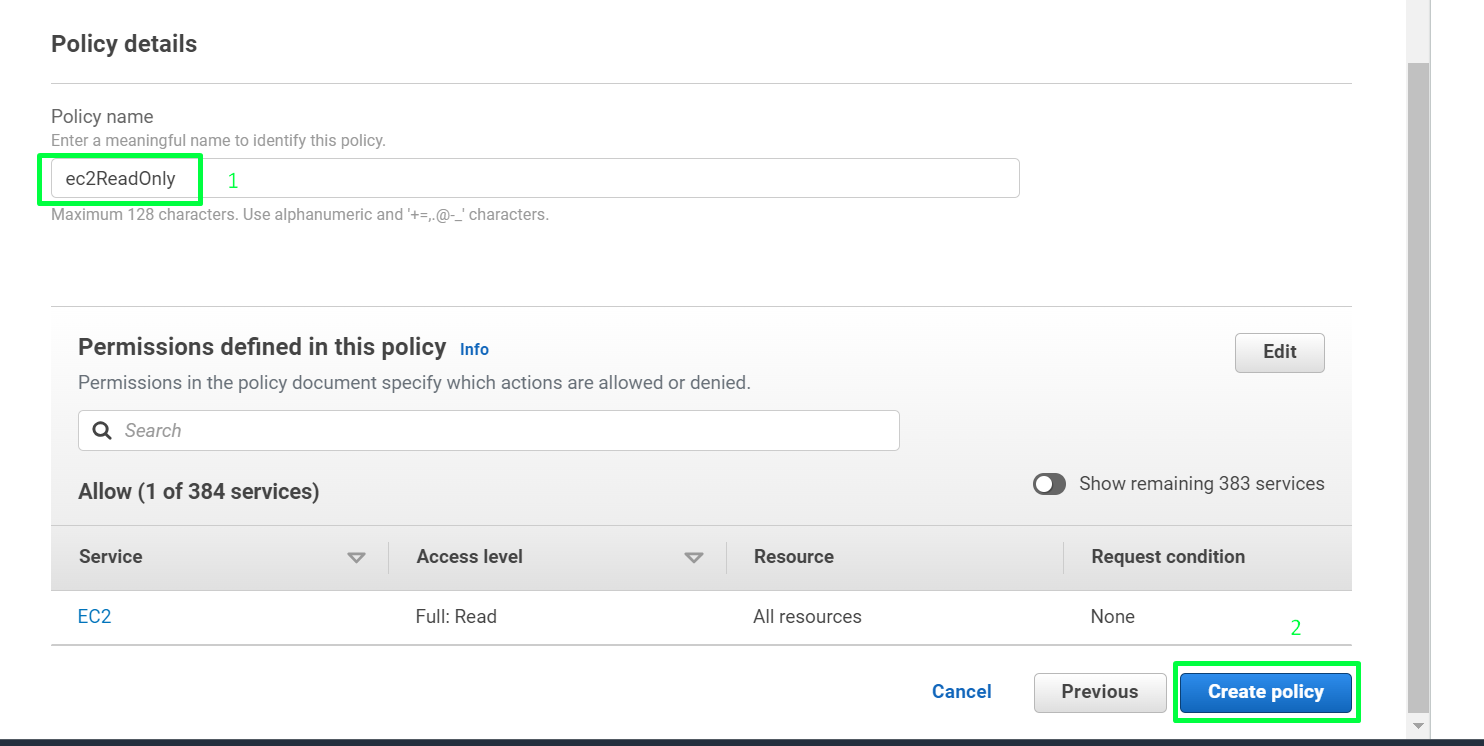 Policy details
Policy name
Enter a meaningful name to identify this policy.
ec2ReadOnly 1
Maximum 128 characters. Use alphanumeric and '+=,.@-_' characters.
Permissions defined in this policy Info Edit
Permissions in the policy document specify which actions are allowed or denied.
Search
Allow (1 of 384 services) Show remaining 383 services
Service Access level Resource Request condition
EC2 Full: Read All resources None
2
Cancel Previous Create policy